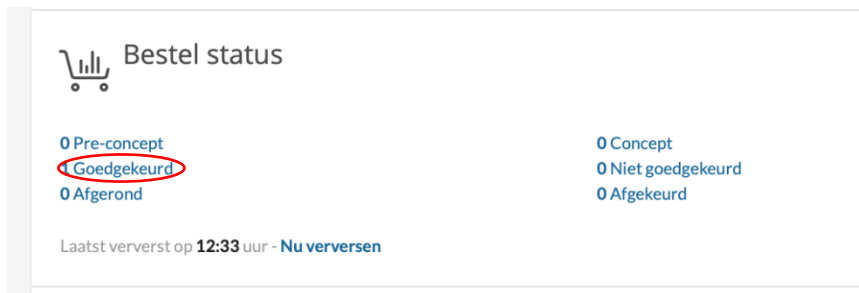 Bestel status
0 Pre-concept
0 Concept
1 Goedgekeurd
0 Niet goedgekeurd
0 Afgerond
0 Afgekeurd
Laatst ververst op 12:33 uur - Nu verversen